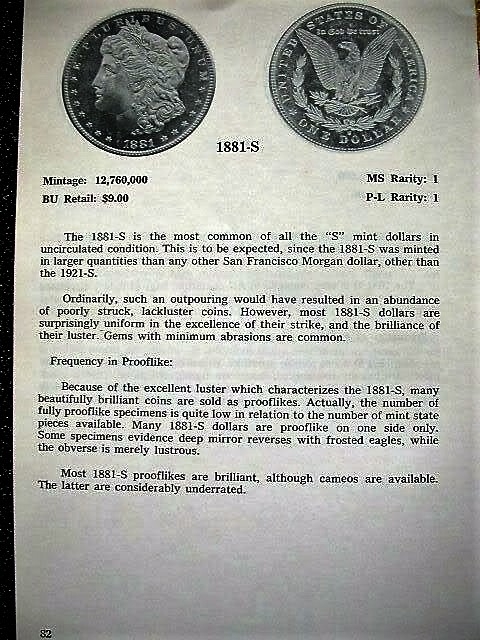 E PLURIBUS UNUM
1881
UNITED STATES OF
In God we trust
ONE DOLLAR
1881-S
Mintage: 12,760,000
MS Rarity: 1
BU Retail: $9.00
P-L Rarity: 1
The 1881-S is the most common of all the "S" mint dollars in
uncirculated condition. This is to be expected, since the 1881-S was minted
in larger quantities than any other San Francisco Morgan dollar, other than
the 1921-S.
Ordinarily, such an outpouring would have resulted in an abundance
of poorly struck, lackluster coins. However, most 1881-S dollars are
surprisingly uniform in the excellence of their strike, and the brilliance of
their luster. Gems with minimum abrasions are common.
Frequency in Prooflike:
Because of the excellent luster which characterizes the 1881-S, many
beautifully brilliant coins are sold as prooflikes. Actually, the number of
fully prooflike specimens is quite low in relation to the number of mint state
pieces available. Many 1881-S dollars are prooflike on one side only.
Some specimens evidence deep mirror reverses with frosted eagles, while
the obverse is merely lustrous.
Most 1881-S prooflikes are brilliant, although cameos are available.
The latter are considerably underrated.
82